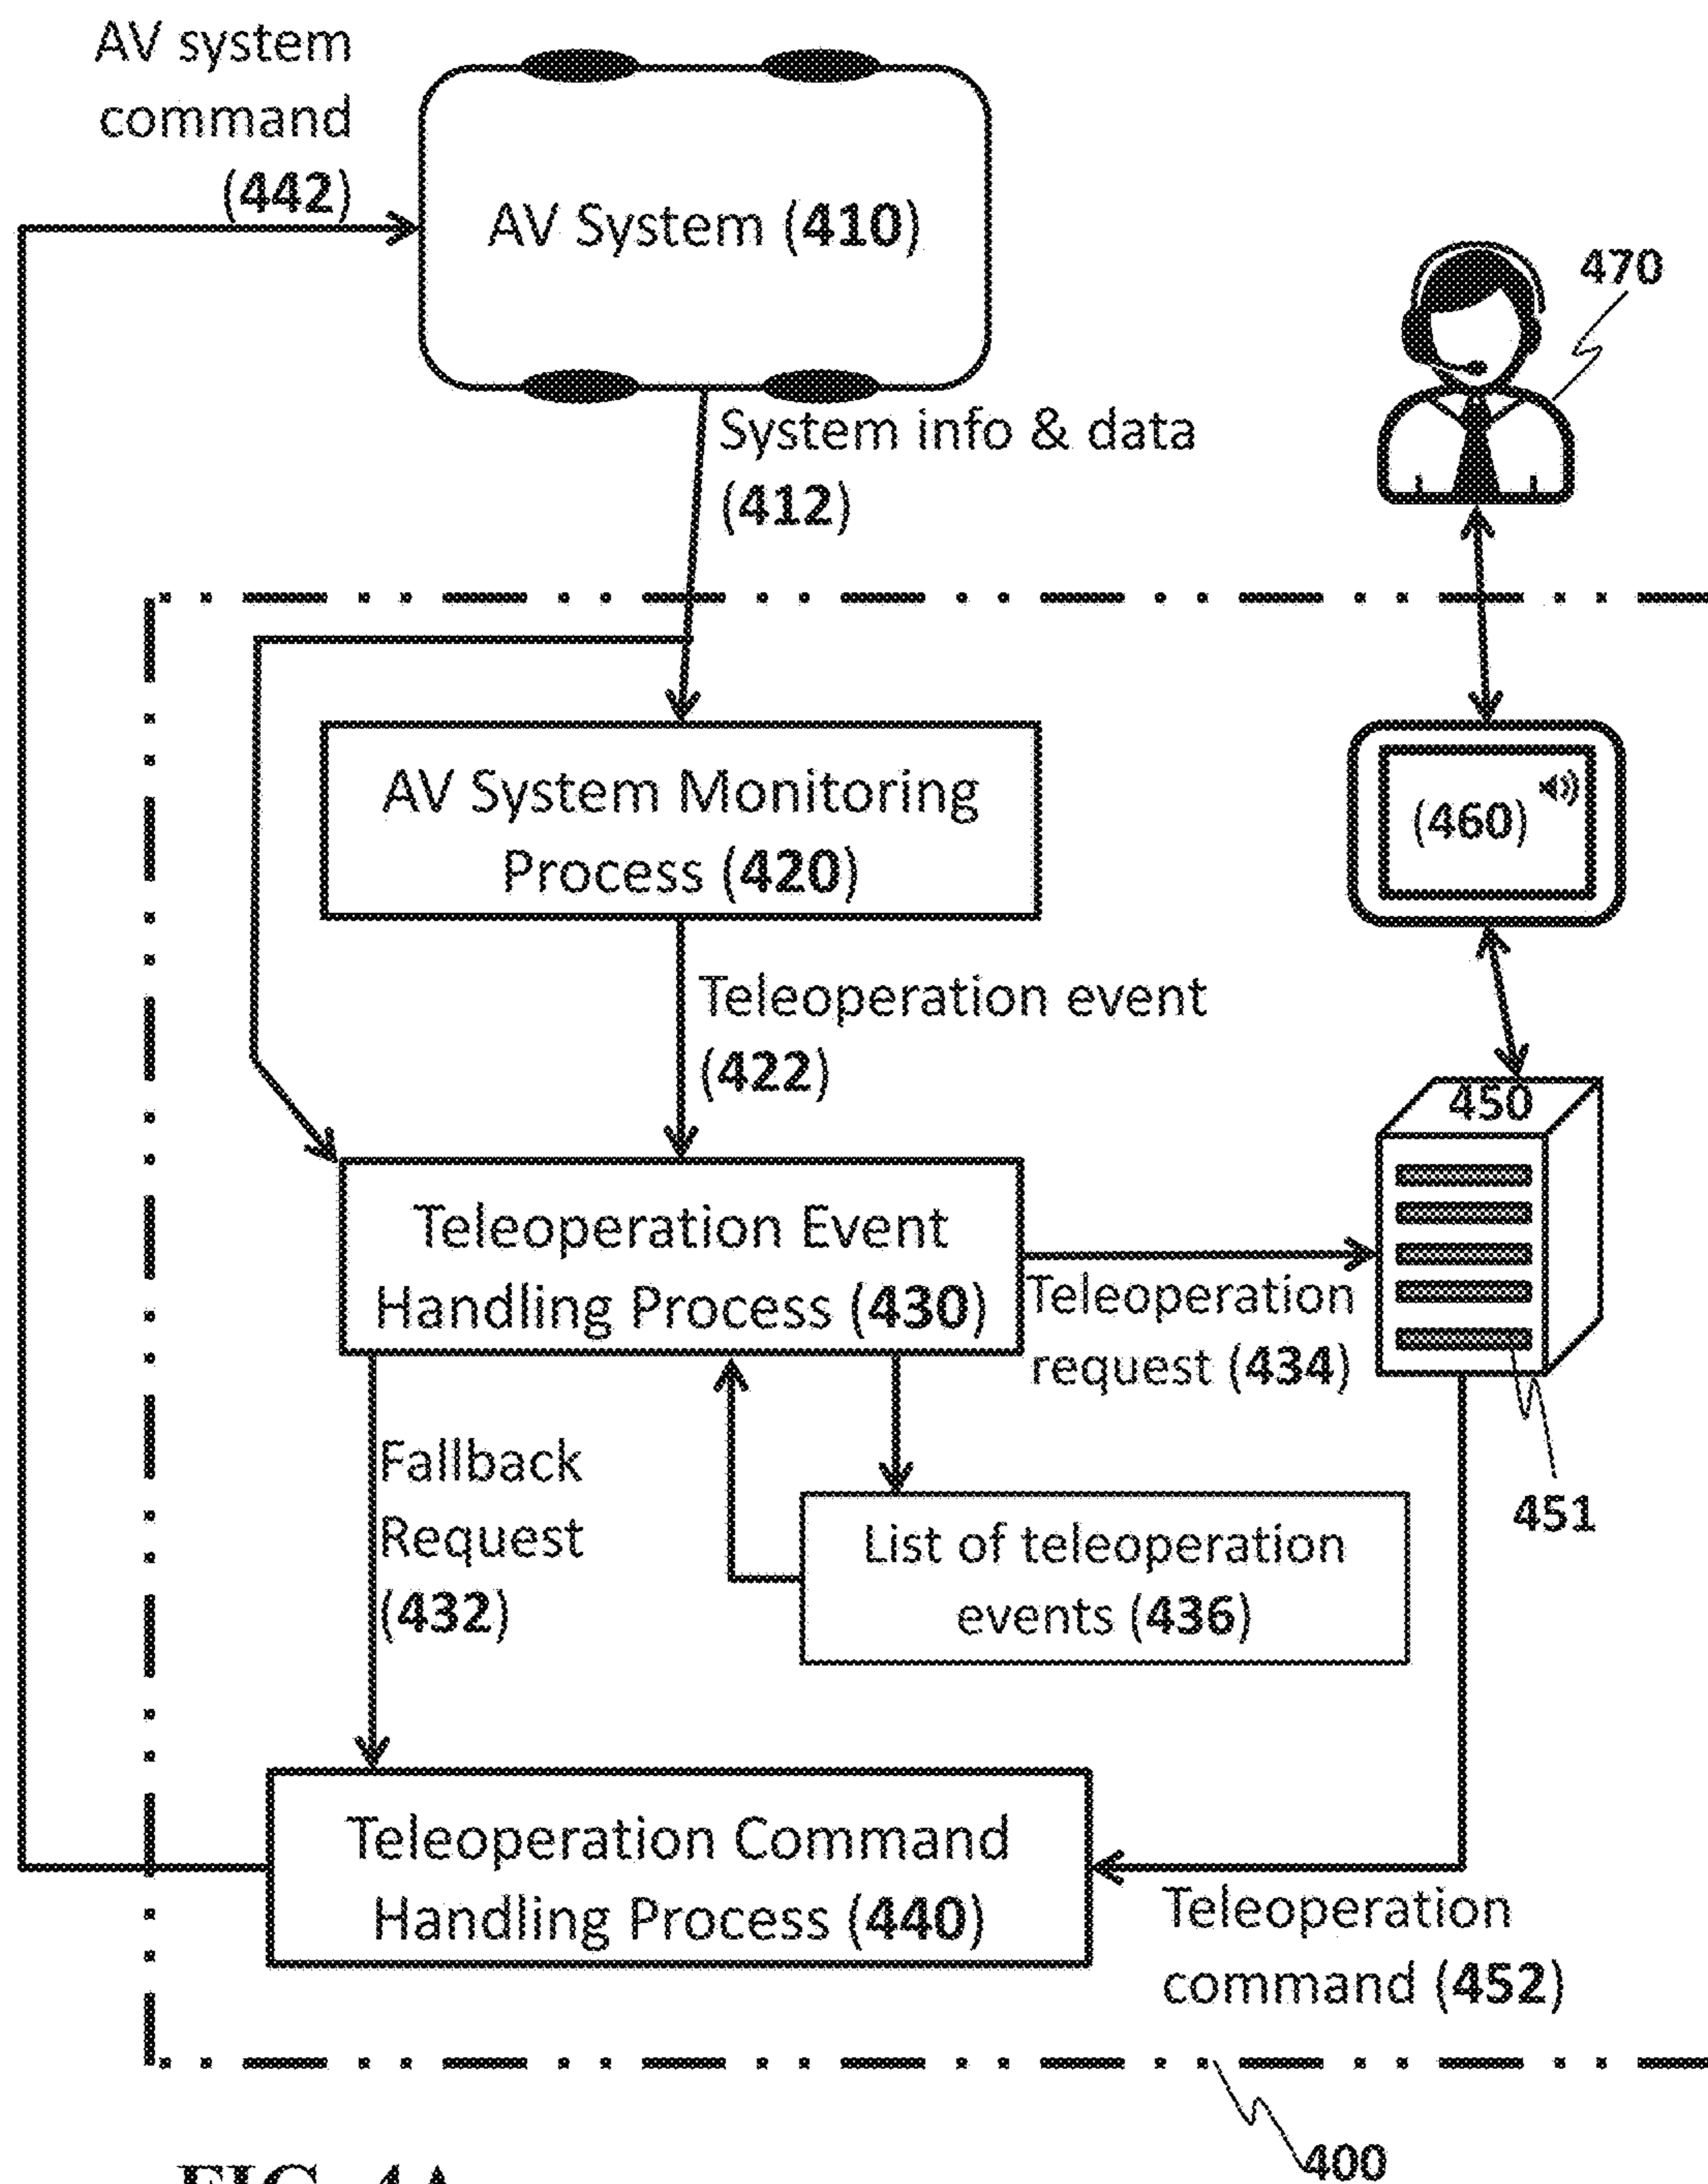 AV system
command
(442)
AV System (410)
470
System info & data
(412)
AV System Monitoring
Process (420)
(460)
Teleoperation event
(422)
450
Teleoperation Event
Handling Process (430)
Teleoperation
request (434)
Fallback
Request
(432)
451
List of teleoperation
events (436)
Teleoperation Command
Handling Process (440)
Teleoperation
command (452)
400
FIG. 4A